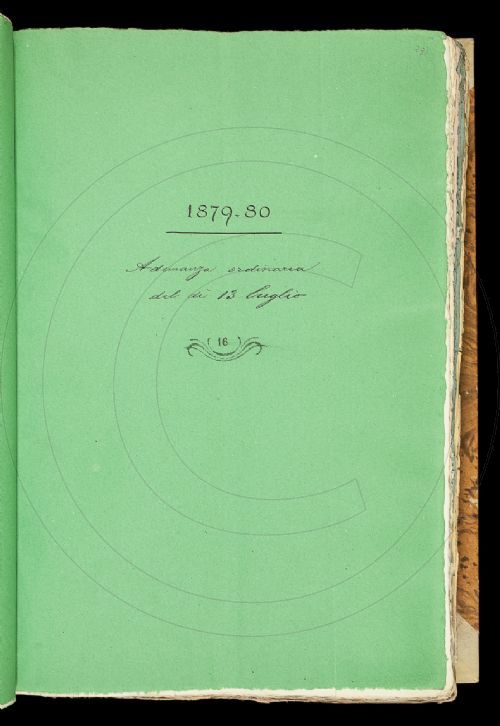 1879-80
Adunanza ordinaria
del dì 13 luglio
(16)